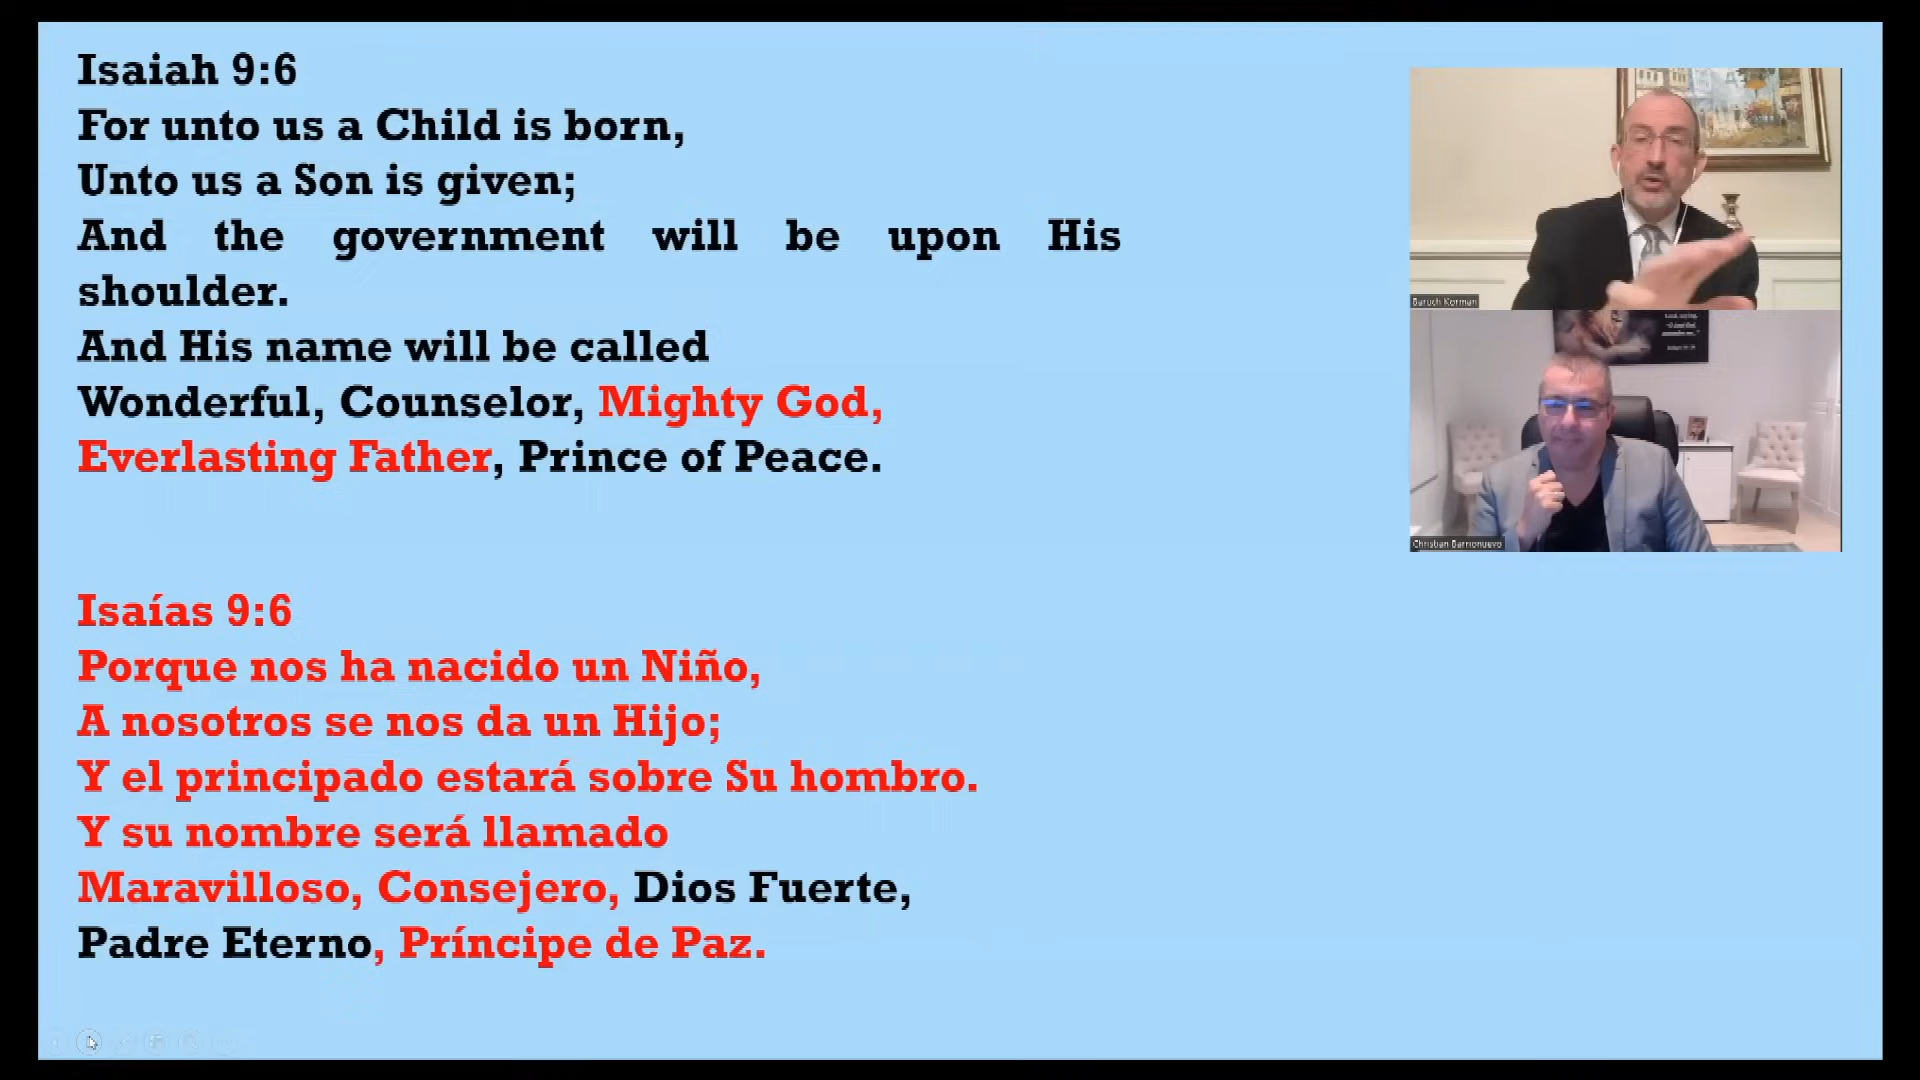 Isaiah 9:6
For unto us a Child is born,
Unto us a Son is given;
And the government will be upon His
shoulder.
And His name will be called
Wonderful, Counselor, Mighty God,
Everlasting Father, Prince of Peace.
Isaías 9:6
Porque nos ha nacido un Niño,
A nosotros se nos da un Hijo;
Y el principado estará sobre Su hombro.
Y su nombre será llamado
Maravilloso, Consejero, Dios Fuerte,
Padre Eterno, Príncipe de Paz.
Baruch Korman
Christian Barrionuevo